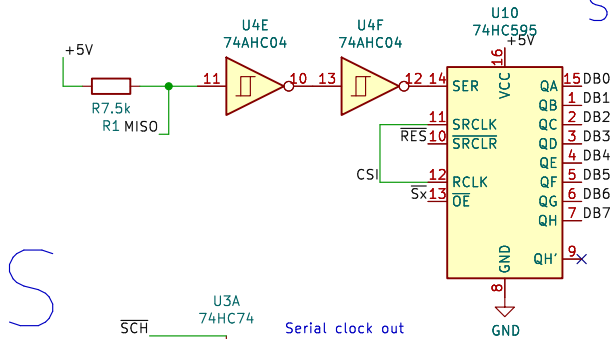 U4E
74AHC04
U4F
74AHC04
U10
74HC595
+5V
+5V
16
VCC
11
10
13
12
14
SER
QA
15
DB0
QB
1
DB1
R7.5k
R1
MISO
11
SRCLK
QC
2
DB2
RES
10
SRCLR
QD
3
DB3
QE
4
DB4
CSI
12
RCLK
QF
5
DB5
Sx
13
OE
QG
6
DB6
QH
7
DB7
GND
QH'
9
8
GND
S
S
U3A
74HC74
SCH
Serial clock out